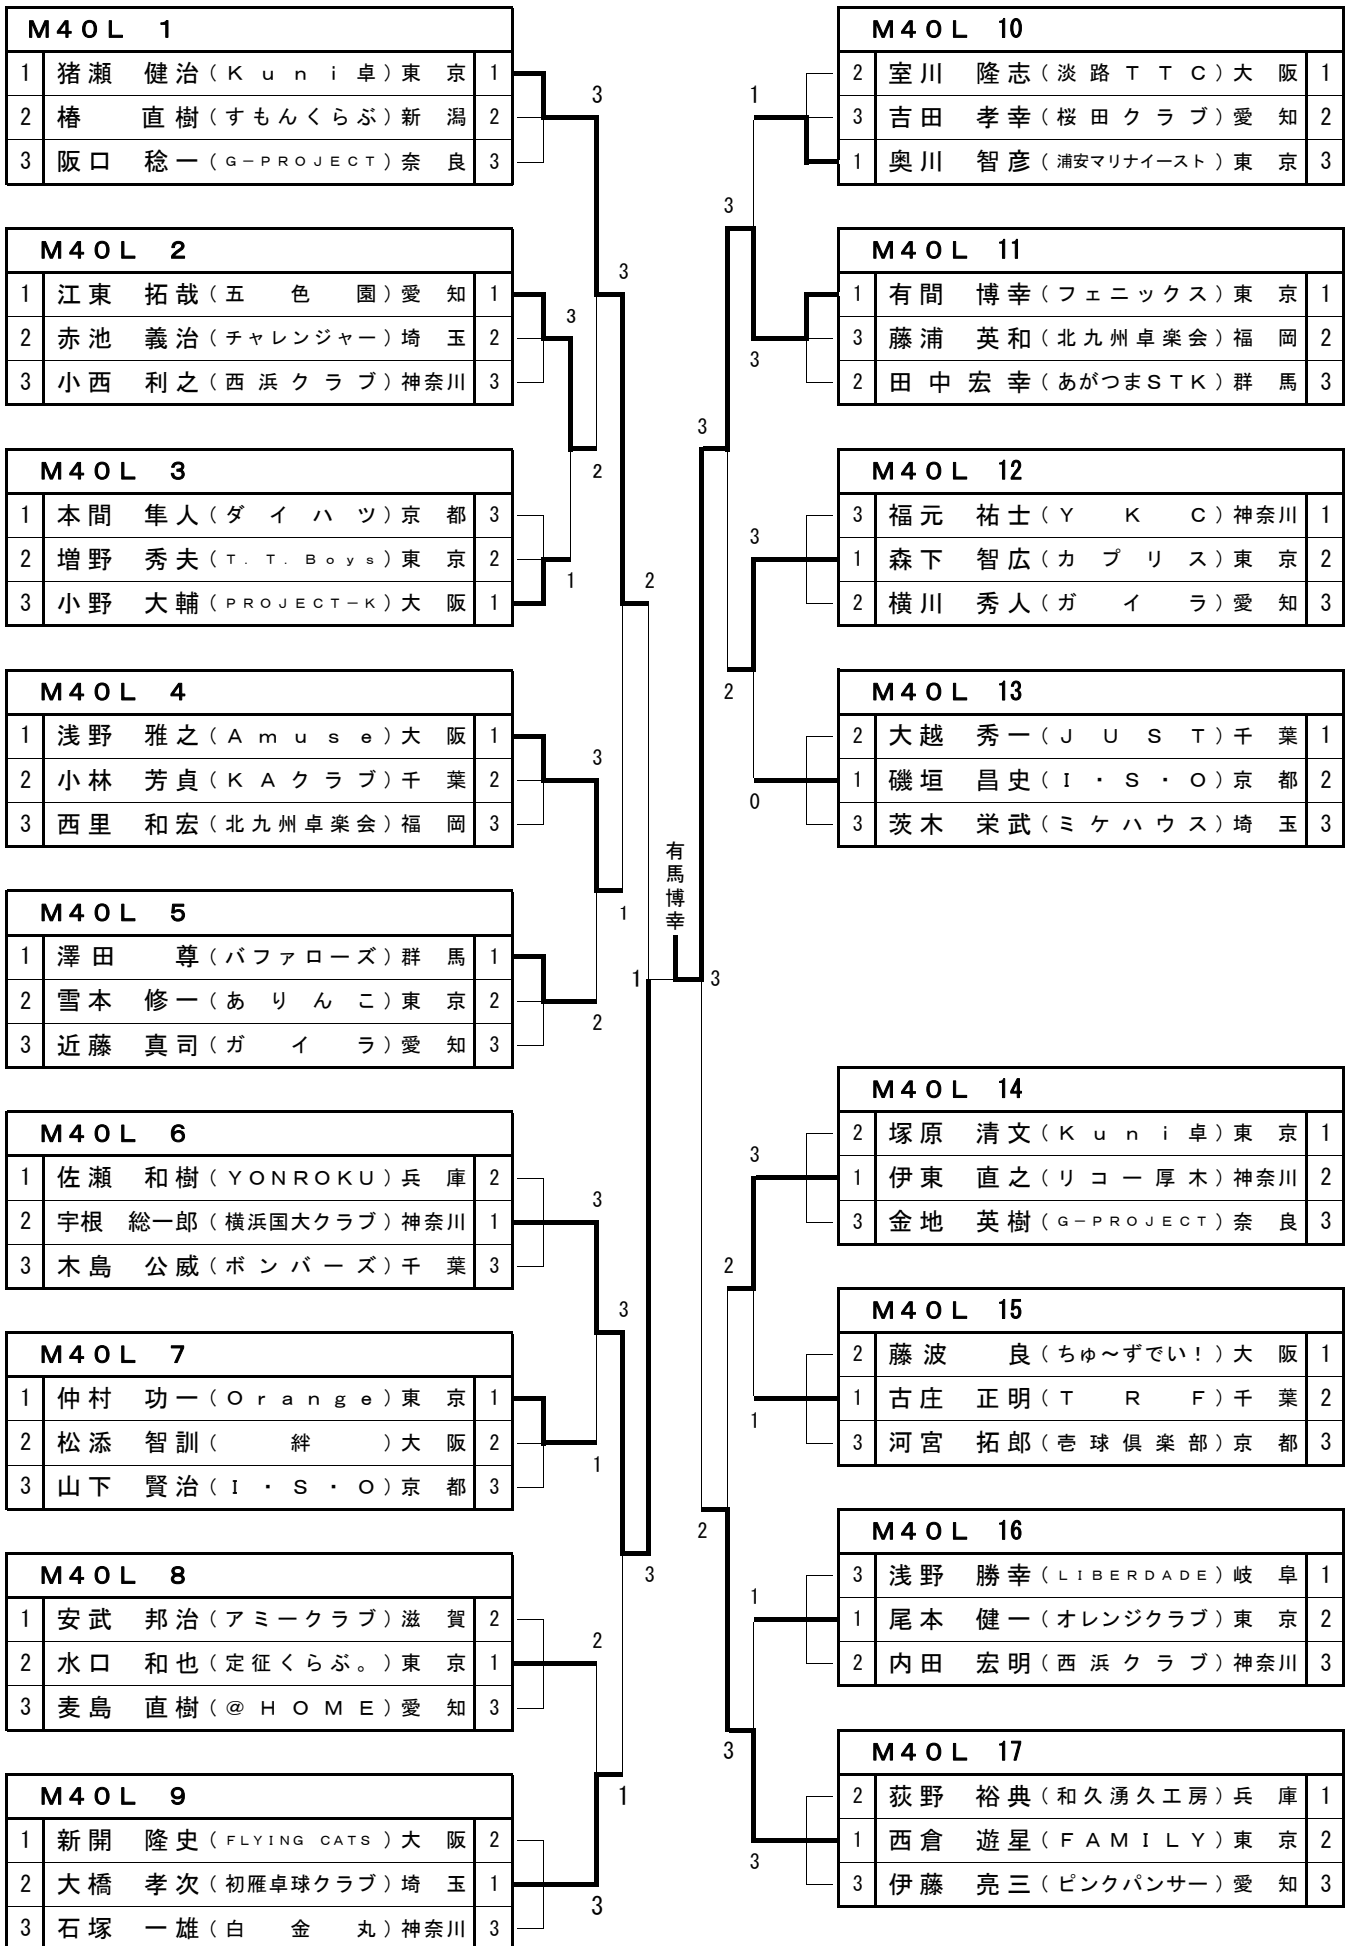 M40L 1
1 猪瀬 健治 (Kuni卓) 東京 1
2 椿 直樹 (すもんくらぶ) 新潟 2
3 阪口 稔一 (G-PROJECT) 奈良 3
M40L 2
1 江東 拓哉 (五色園) 愛知 1
2 赤池 義治 (チャレンジャー) 埼玉 2
3 小西 利之 (西浜クラブ) 神奈川 3
M40L 3
1 本間 隼人 (ダイハツ) 京都 3
2 増野 秀夫 (T.T.Boys) 東京 2
3 小野 大輔 (PROJECT-K) 大阪 1
M40L 4
1 浅野 雅之 (Amuse) 大阪 1
2 小林 芳貞 (KAクラブ) 千葉 2
3 西里 和宏 (北九州卓楽会) 福岡 3
M40L 5
1 澤田 尊 (バファローズ) 群馬 1
2 雪本 修一 (ありんこ) 東京 2
3 近藤 真司 (ガイラ) 愛知 3
M40L 6
1 佐瀬 和樹 (YONROKU) 兵庫 2
2 宇根 総一郎 (横浜国大クラブ) 神奈川 1
3 木島 公威 (ボンバーズ) 千葉 3
M40L 7
1 仲村 功一 (Orange) 東京 1
2 松添 智訓 (絆) 大阪 2
3 山下 賢治 (I・S・O) 京都 3
M40L 8
1 安武 邦治 (アミークラブ) 滋賀 2
2 水口 和也 (定征くらぶ。) 東京 1
3 麦島 直樹 (@HOME) 愛知 3
M40L 9
1 新開 隆史 (FLYING CATS) 大阪 2
2 大橋 孝次 (初雁卓球クラブ) 埼玉 1
3 石塚 一雄 (白金丸) 神奈川 3
3
3
3
2
1
2
3
1
2
3
3
1
2
3
1
3
1
有馬博幸
3
1
3
3
3
3
2
0
3
2
1
2
1
3
3
M40L 10
2 室川 隆志 (淡路TTC) 大阪 1
3 吉田 孝幸 (桜田クラブ) 愛知 2
1 奥川 智彦 (浦安マリナイースト) 東京 3
M40L 11
1 有間 博幸 (フェニックス) 東京 1
3 藤浦 英和 (北九州卓楽会) 福岡 2
2 田中宏幸 (あがつまSTK) 群馬 3
M40L 12
3 福元 祐士 (YKC) 神奈川 1
1 森下 智広 (カプリス) 東京 2
2 横川 秀人 (ガイラ) 愛知 3
M40L 13
2 大越 秀一 (JUST) 千葉 1
1 磯垣 昌史 (I・S・O) 京都 2
3 茨木 栄武 (ミケハウス) 埼玉 3
M40L 14
2 塚原 清文 (Kuni卓) 東京 1
1 伊東 直之 (リコー厚木) 神奈川 2
3 金地 英樹 (G-PROJECT) 奈良 3
M40L 15
2 藤波 良 (ちゅ～ずでい！) 大阪 1
1 古庄 正明 (TRF) 千葉 2
3 河宮 拓郎 (壱球倶楽部) 京都 3
M40L 16
3 浅野 勝幸 (LIBERDADE) 岐阜 1
1 尾本 健一 (オレンジクラブ) 東京 2
2 内田 宏明 (西浜クラブ) 神奈川 3
M40L 17
2 荻野 裕典 (和久湧久工房) 兵庫 1
1 西倉 遊星 (FAMILY) 東京 2
3 伊藤 亮三 (ピンクパンサー) 愛知 3